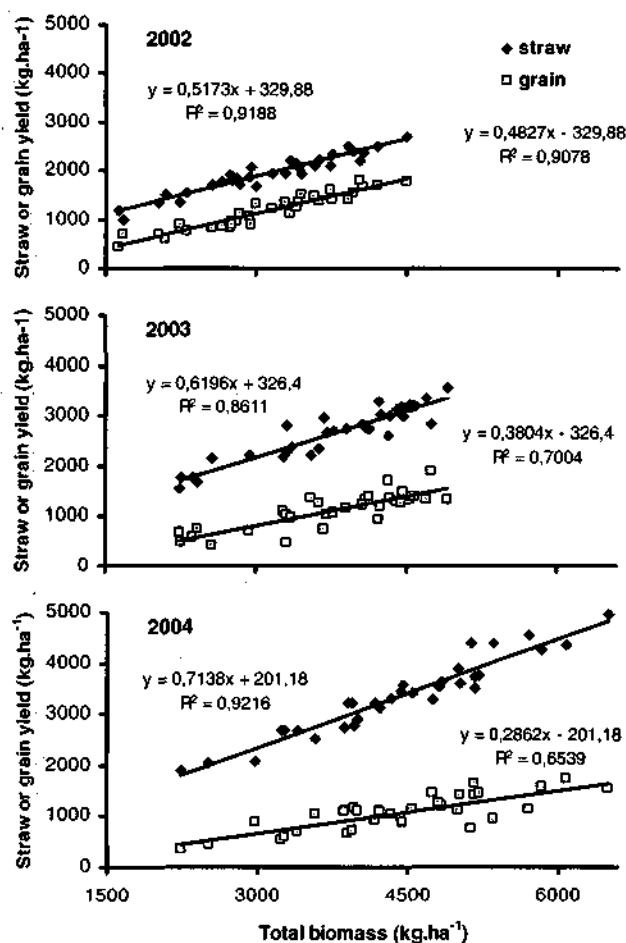 5000
2002
◆ straw
4000
□ grain
y = 0,5173x + 329,88
R² = 0,9188
3000
y = 0,4827x - 329,88
R² = 0,9078
2000
1000
0
Straw or grain yield (kg.ha-1)
5000
2003
4000
y = 0,6196x + 326,4
R² = 0,8611
3000
y = 0,3804x - 326,4
R² = 0,7004
2000
1000
0
Straw or grain yield (kg.ha-1)
5000
2004
4000
y = 0,7138x + 201,18
R² = 0,9216
3000
y = 0,2862x - 201,18
R² = 0,6539
2000
1000
0
Straw or grain yield (kg.ha⁻¹)
1500 3000 4500 6000
Total biomass (kg.ha⁻¹)